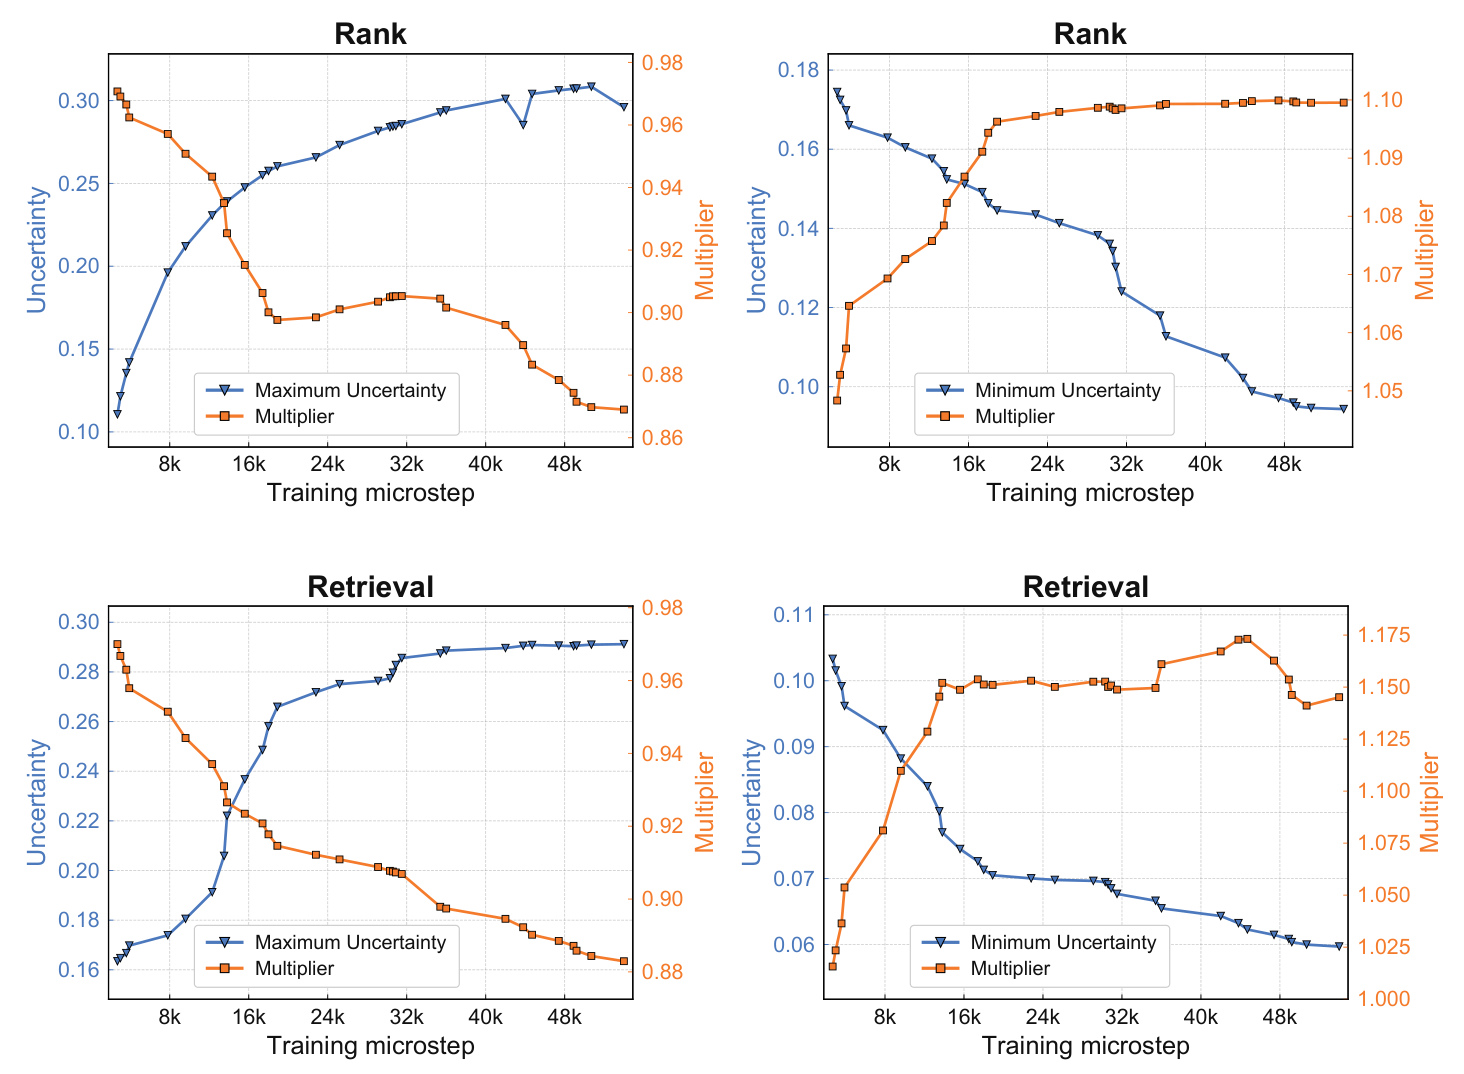 Rank
0.30
0.25
0.20
0.15
0.10
Uncertainty
0.98
0.96
0.94
0.92
0.90
0.88
0.86
Multiplier
Maximum Uncertainty
Multiplier
8k 16k 24k 32k 40k 48k
Training microstep
Rank
0.18
0.16
0.14
0.12
0.10
Uncertainty
1.10
1.09
1.08
1.07
1.06
1.05
Multiplier
Minimum Uncertainty
Multiplier
8k 16k 24k 32k 40k 48k
Training microstep
Retrieval
0.30
0.28
0.26
0.24
0.22
0.20
0.18
0.16
Uncertainty
0.98
0.96
0.94
0.92
0.90
0.88
Multiplier
Maximum Uncertainty
Multiplier
8k 16k 24k 32k 40k 48k
Training microstep
Retrieval
0.11
0.10
0.09
0.08
0.07
0.06
Uncertainty
1.175
1.150
1.125
1.100
1.075
1.050
1.025
1.000
Multiplier
Minimum Uncertainty
Multiplier
8k 16k 24k 32k 40k 48k
Training microstep